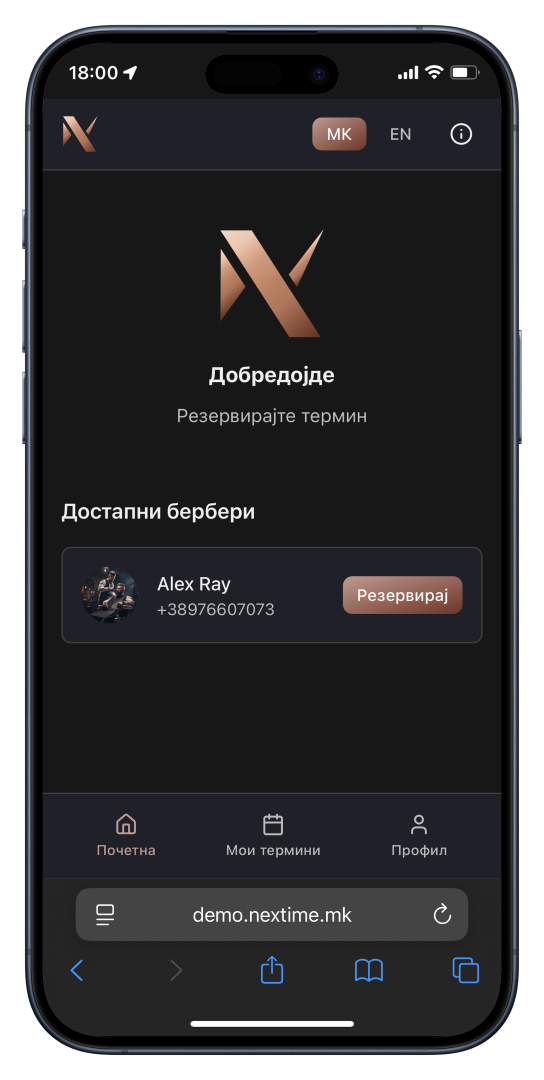 18:00
MK EN
Добредојде
Резервирајте термин
Достапни бербери
Alex Ray
+38976607073
Резервирај
Почетна Мои термини Профил
demo.nextime.mk